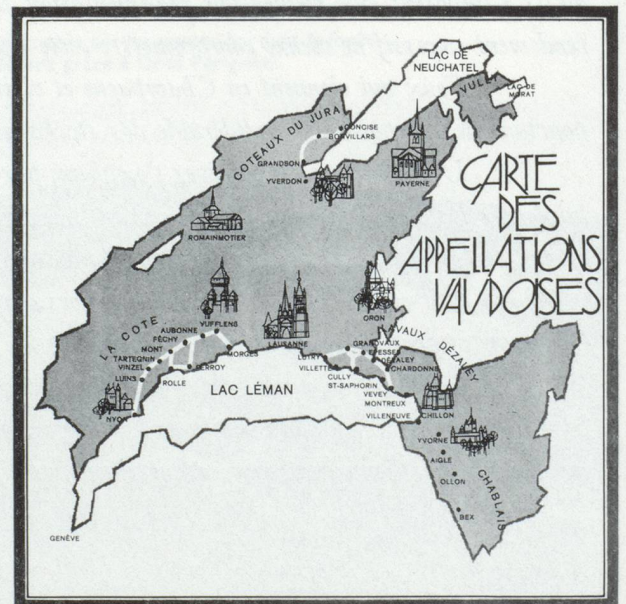 LAC DE
NEUCHATEL
VULLY
LAC DE
MORAT
COTEAUX DU JURA
CONCISE
BONVILLARS
GRANDSON
YVERDON
PAYERNE
CARTE
DES
APPELLATIONS
VAUDOISES
ROMAINMOTIER
ORON
LA COTE
VUFFLENS
AUBONNE
FÉCHY
MONT
TARTEGNIN
VINZEL
LUINS
NYON
ROLLE
PERROY
MORGES
LAUSANNE
LAC LÉMAN
LAVAUX DÉZALEY
LUTRY
GRANDVAUX
EPESSES
DÉZALEY
CHARDONNE
VILLETTE
CULLY
ST-SAPHORIN
VEVEY
MONTREUX
VILLENEUVE
CHILLON
YVORNE
AIGLE
OLLON
BEX
CHABLAIS
GENÈVE